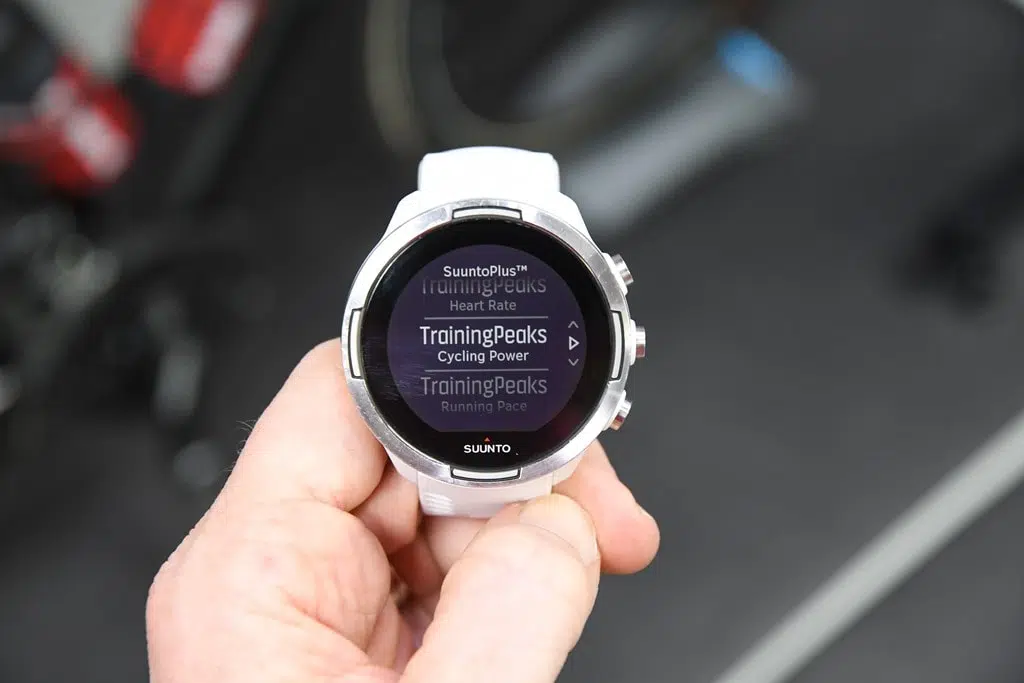 SuuntoPlus™
TrainingPeaks
Heart Rate
TrainingPeaks
Cycling Power
TrainingPeaks
Running Pace
SUUNTO